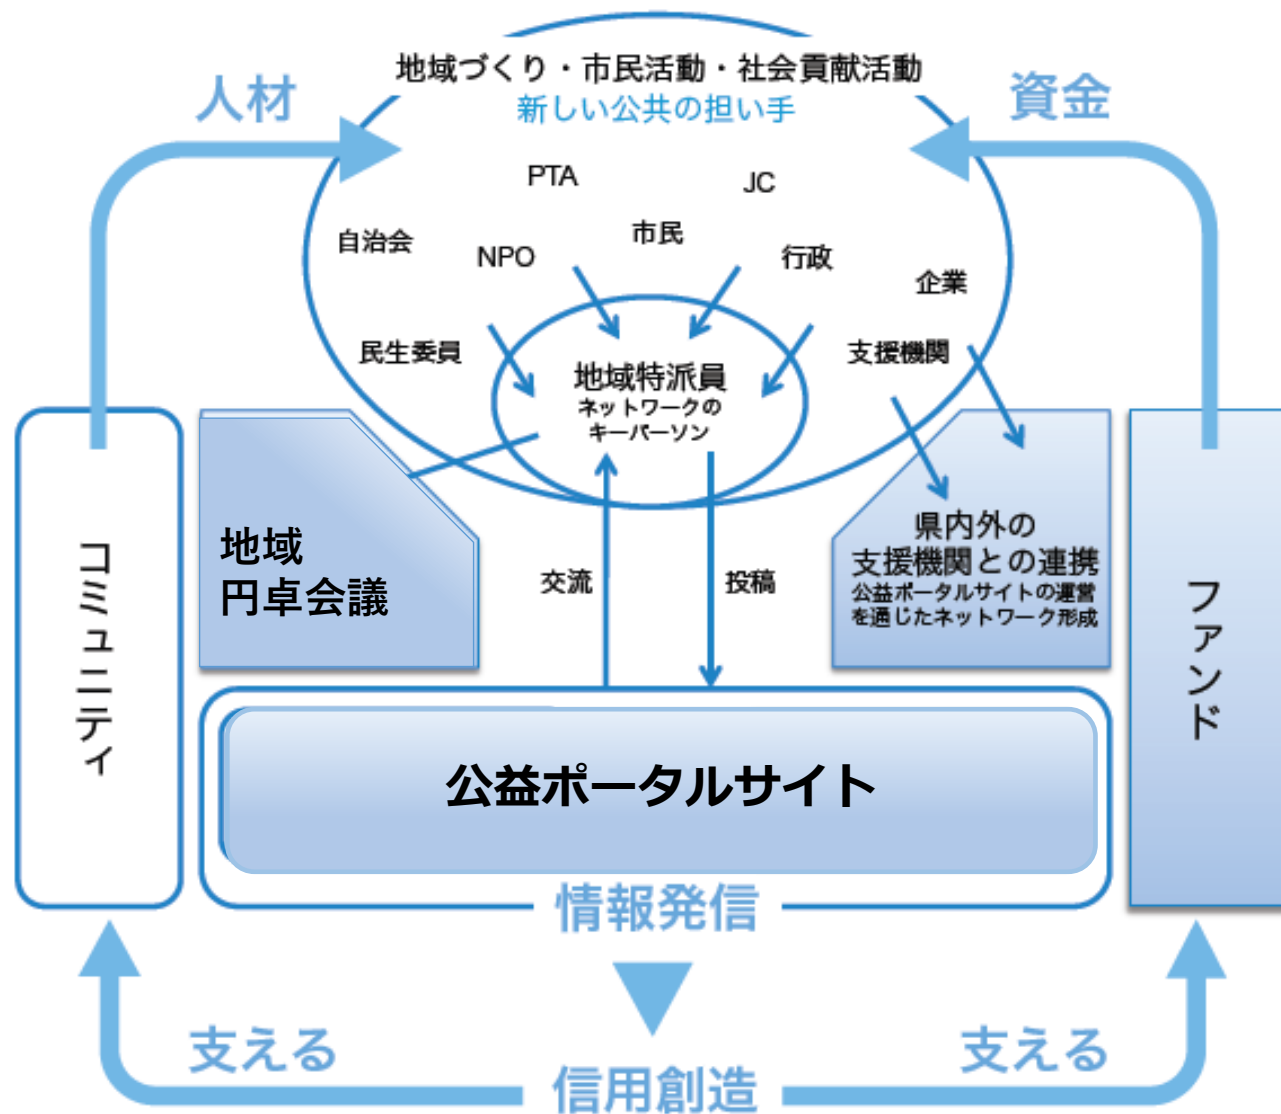 地域づくり・市民活動・社会貢献活動
新しい公共の担い手
人材
資金
PTA
JC
自治会
NPO
市民
行政
企業
民生委員
支援機関
地域特派員
ネットワークの
キーパーソン
地域
円卓会議
交流
投稿
県内外の
支援機関との連携
公益ポータルサイトの運営
を通じたネットワーク形成
コミュニティ
ファンド
公益ポータルサイト
情報発信
支える
支える
信用創造